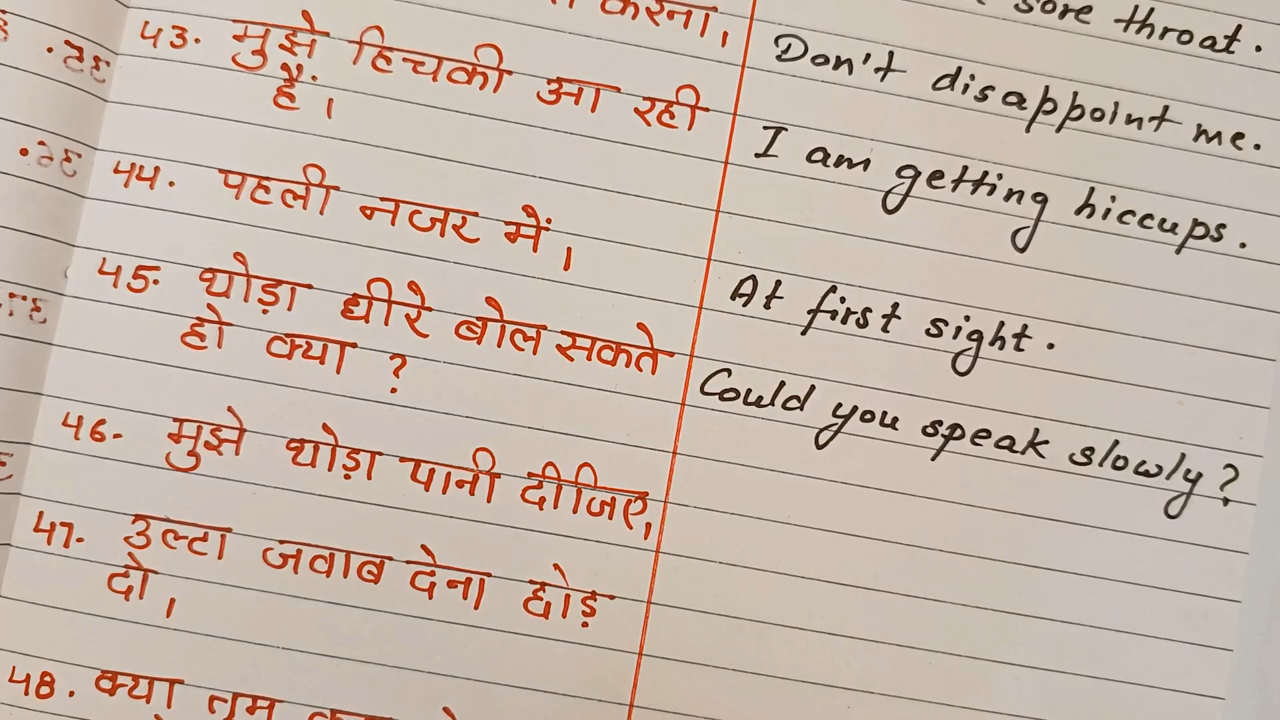 करना,
sore throat.
Don't disappoint me.
43. मुझे हिचकी आ रही
हैं।
I am getting hiccups.
44. पहली नजर में।
At first sight.
45. थोड़ा धीरे बोल सकते
हो क्या ?
Could you speak slowly?
46. मुझे थोड़ा पानी दीजिए,
47. उल्टा जवाब देना छोड़
दो।
48. क्या तुम